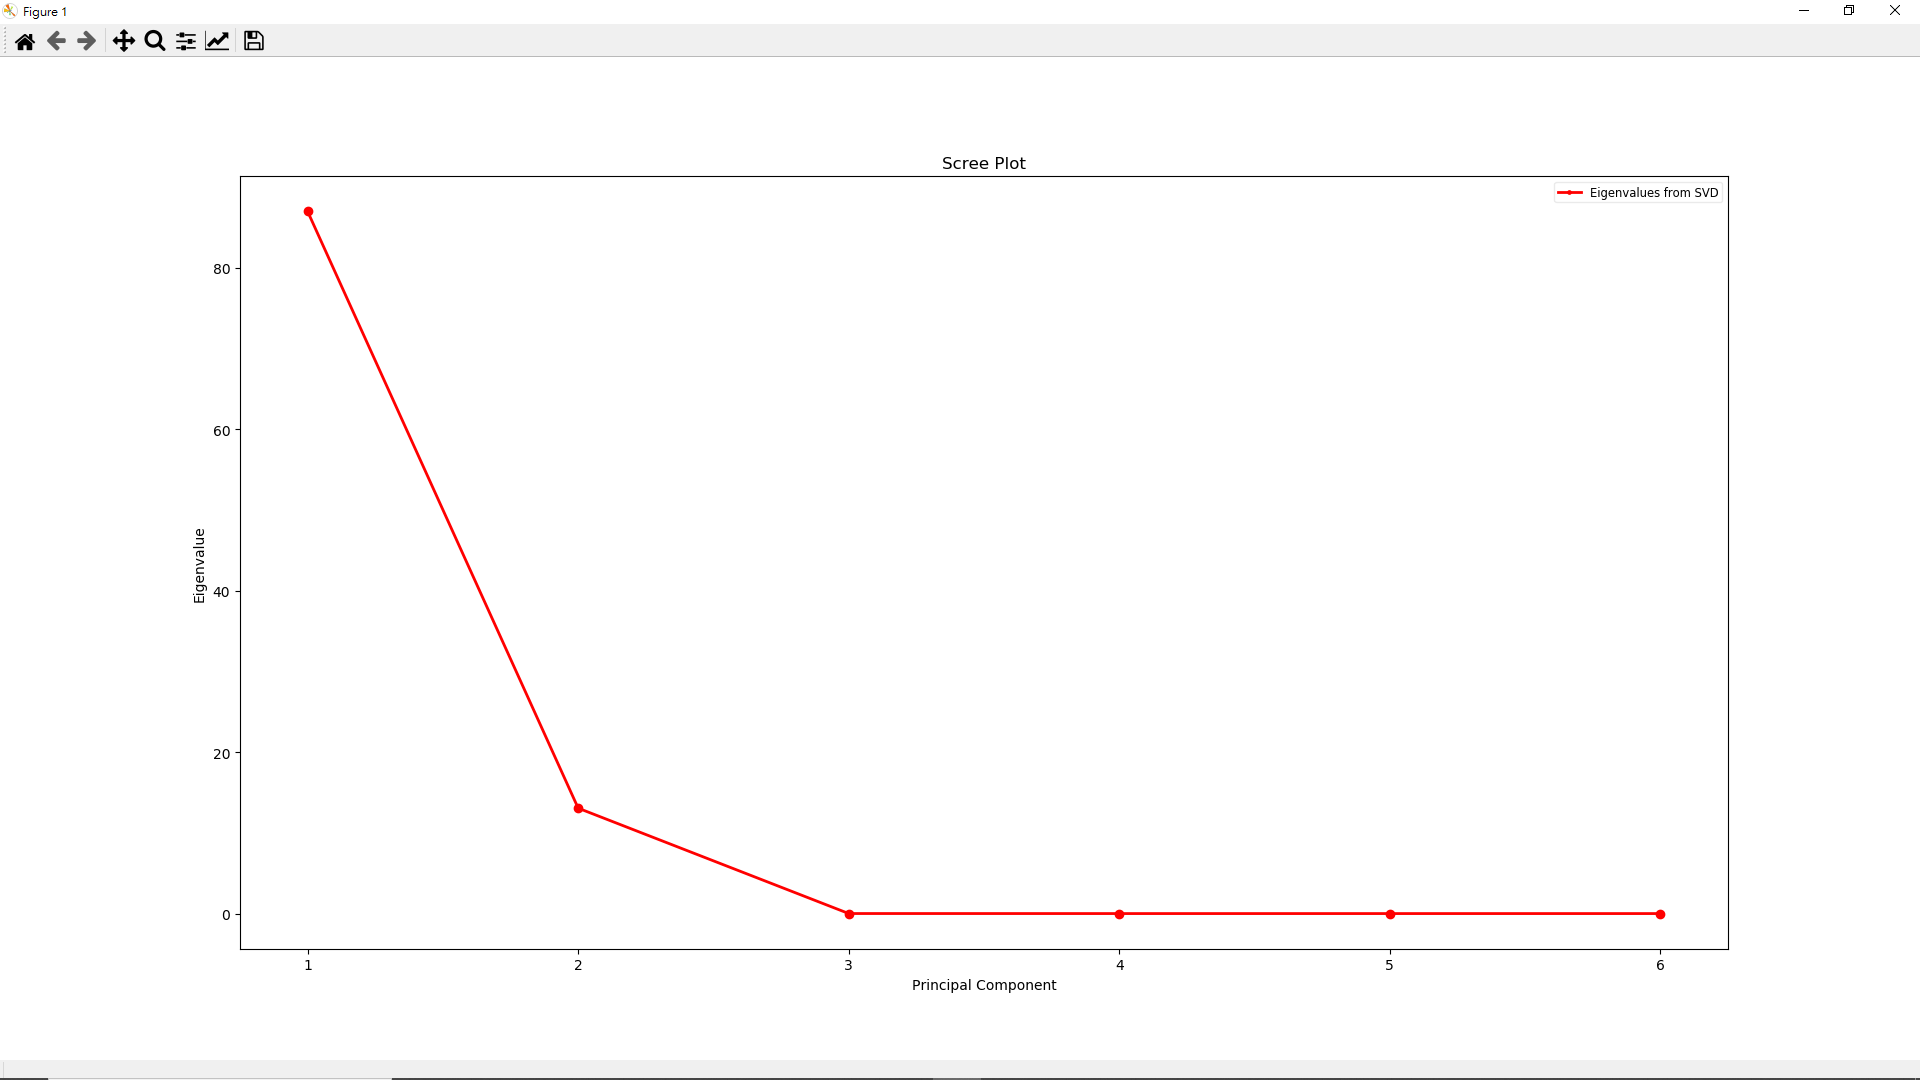 Figure 1
Scree Plot
Eigenvalues from SVD
80
60
40
20
0
Eigenvalue
1 2 3 4 5 6
Principal Component